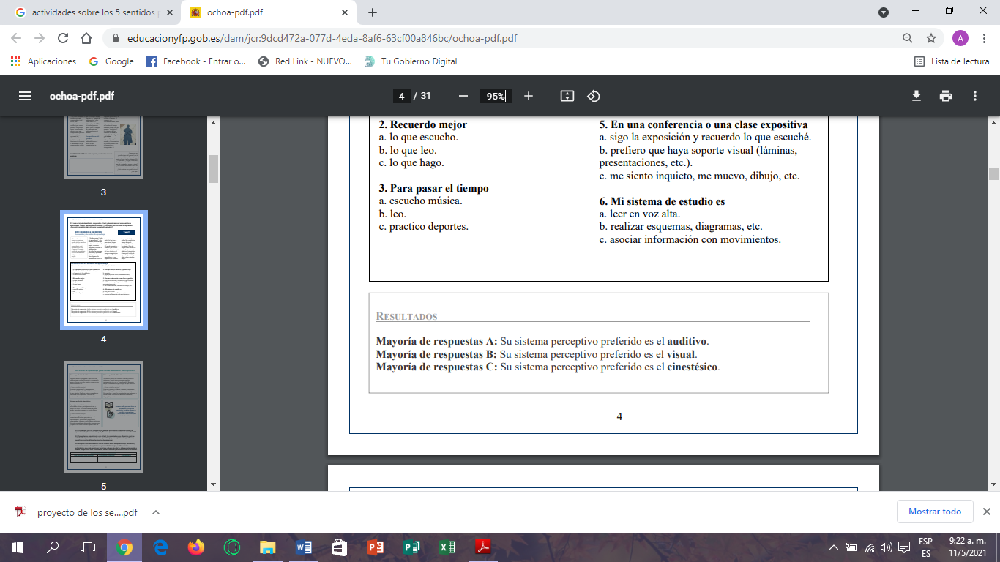 actividades sobre los 5 sentidos
ochoa-pdf.pdf
educacionyfp.gob.es/dam/jcr:9dcd472a-077d-4eda-8af6-63cf00a846bc/ochoa-pdf.pdf
A
Aplicaciones
Google
Facebook - Entrar o...
Red Link - NUEVO...
Tu Gobierno Digital
Lista de lectura
ochoa-pdf.pdf
4 / 31
95%
3
4
5
2. Recuerdo mejor
a. lo que escucho.
b. lo que leo.
c. lo que hago.
3. Para pasar el tiempo
a. escucho música.
b. leo.
c. practico deportes.
5. En una conferencia o una clase expositiva
a. sigo la exposición y recuerdo lo que escuché.
b. prefiero que haya soporte visual (láminas,
presentaciones, etc.).
c. me siento inquieto, me muevo, dibujo, etc.
6. Mi sistema de estudio es
a. leer en voz alta.
b. realizar esquemas, diagramas, etc.
c. asociar información con movimientos.
RESULTADOS
Mayoría de respuestas A: Su sistema perceptivo preferido es el auditivo.
Mayoría de respuestas B: Su sistema perceptivo preferido es el visual.
Mayoría de respuestas C: Su sistema perceptivo preferido es el cinestésico.
4
proyecto de los se....pdf
Mostrar todo
ESP
ES
9:22 a. m.
11/5/2021